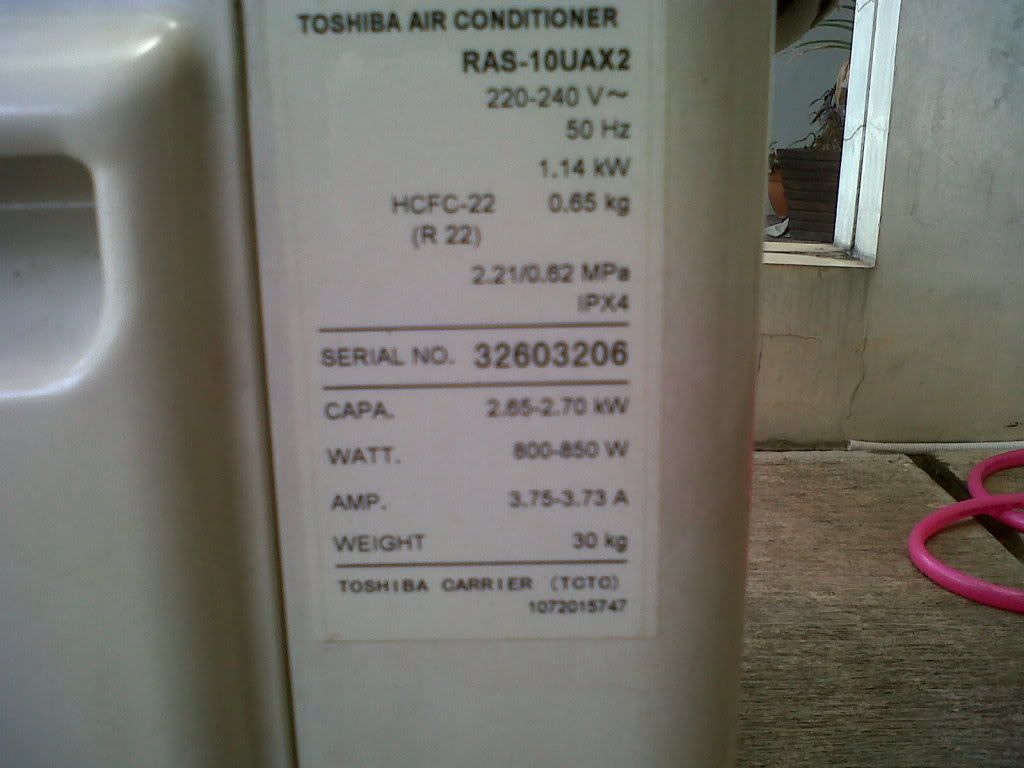 TOSHIBA AIR CONDITIONER
RAS-10UAX2
220-240 V～
50 Hz
1.14 kW
HCFC-22 0.65 kg
(R 22)
2.21/0.62 MPa
IPX4
SERIAL NO. 32603206
CAPA. 2.65-2.70 kW
WATT. 800-850 W
AMP. 3.75-3.73 A
WEIGHT 30 kg
TOSHIBA CARRIER (TCTC)
1072015747